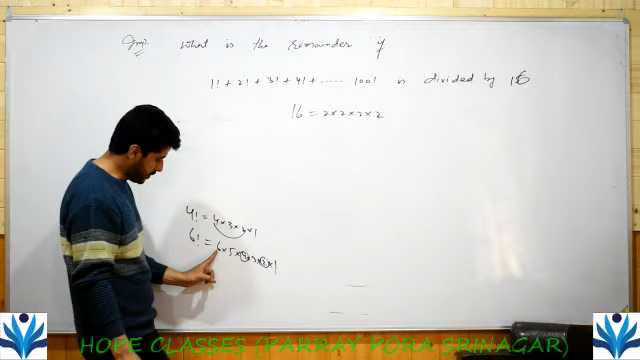 What is the remainder if
1! + 2! + 3! + 4! + ..... 100! is divided by 16
16 = 2×2×2×2
4! = 4×3×2×1
6! = 6×5×4×3×2×1
HOPE CLASSES (PARRAY PORA SRINAGAR)